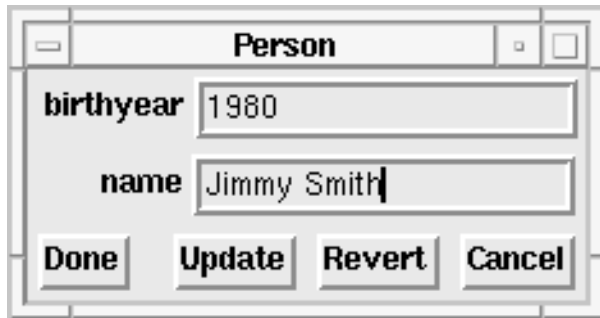 Person
birthyear 1980
name Jimmy Smith
Done Update Revert Cancel